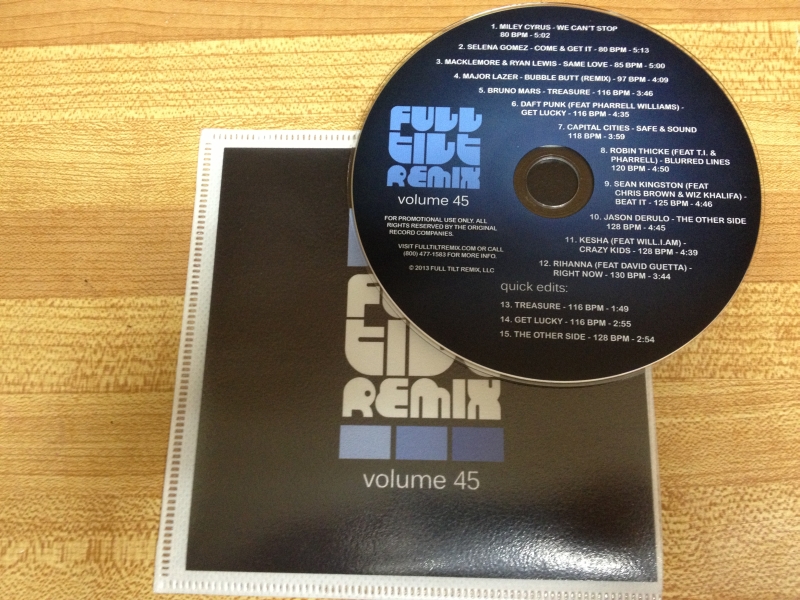 1. MILEY CYRUS - WE CAN'T STOP
80 BPM - 5:02
2. SELENA GOMEZ - COME & GET IT - 80 BPM - 5:13
3. MACKLEMORE & RYAN LEWIS - SAME LOVE - 85 BPM - 5:00
4. MAJOR LAZER - BUBBLE BUTT (REMIX) - 97 BPM - 4:09
5. BRUNO MARS - TREASURE - 116 BPM - 3:46
6. DAFT PUNK (FEAT PHARRELL WILLIAMS) -
GET LUCKY - 116 BPM - 4:35
7. CAPITAL CITIES - SAFE & SOUND
118 BPM - 3:59
8. ROBIN THICKE (FEAT T.I. &
PHARRELL) - BLURRED LINES
120 BPM - 4:50
9. SEAN KINGSTON (FEAT
CHRIS BROWN & WIZ KHALIFA) -
BEAT IT - 125 BPM - 4:46
10. JASON DERULO - THE OTHER SIDE
128 BPM - 4:45
11. KESHA (FEAT WILL.I.AM) -
CRAZY KIDS - 128 BPM - 4:39
12. RIHANNA (FEAT DAVID GUETTA) -
RIGHT NOW - 130 BPM - 3:44
quick edits:
13. TREASURE - 116 BPM - 1:49
14. GET LUCKY - 116 BPM - 2:55
15. THE OTHER SIDE - 128 BPM - 2:54
FULL
TILT
REMIX
volume 45
FOR PROMOTIONAL USE ONLY. ALL
RIGHTS RESERVED BY THE ORIGINAL
RECORD COMPANIES.
VISIT FULLTILTREMIX.COM OR CALL
(800) 477-1583 FOR MORE INFO.
© 2013 FULL TILT REMIX, LLC
FU
TILT
REMIX
volume 45